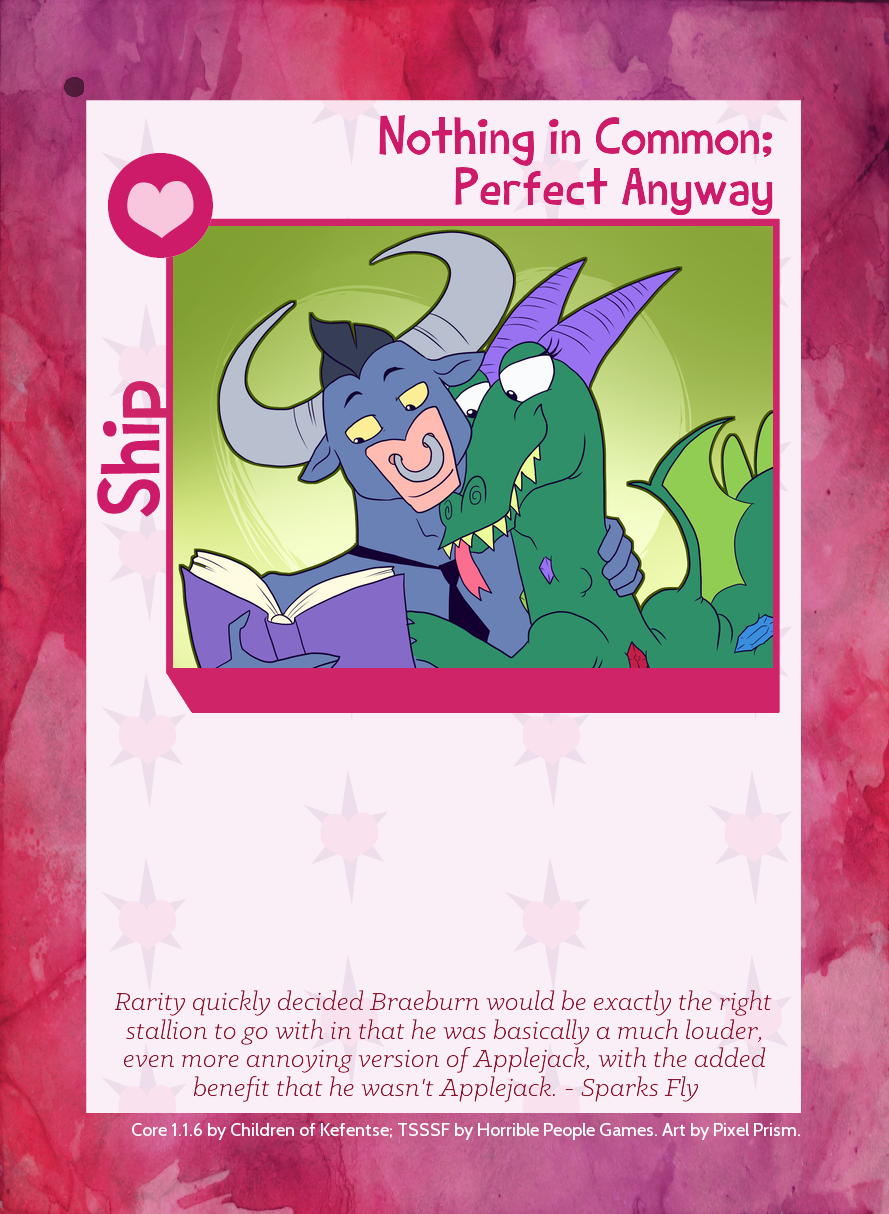 Nothing in Common;
Perfect Anyway
Ship
Rarity quickly decided Braeburn would be exactly the right
stallion to go with in that he was basically a much louder,
even more annoying version of Applejack, with the added
benefit that he wasn't Applejack. - Sparks Fly
Core 1.1.6 by Children of Kefentse; TSSSF by Horrible People Games. Art by Pixel Prism.